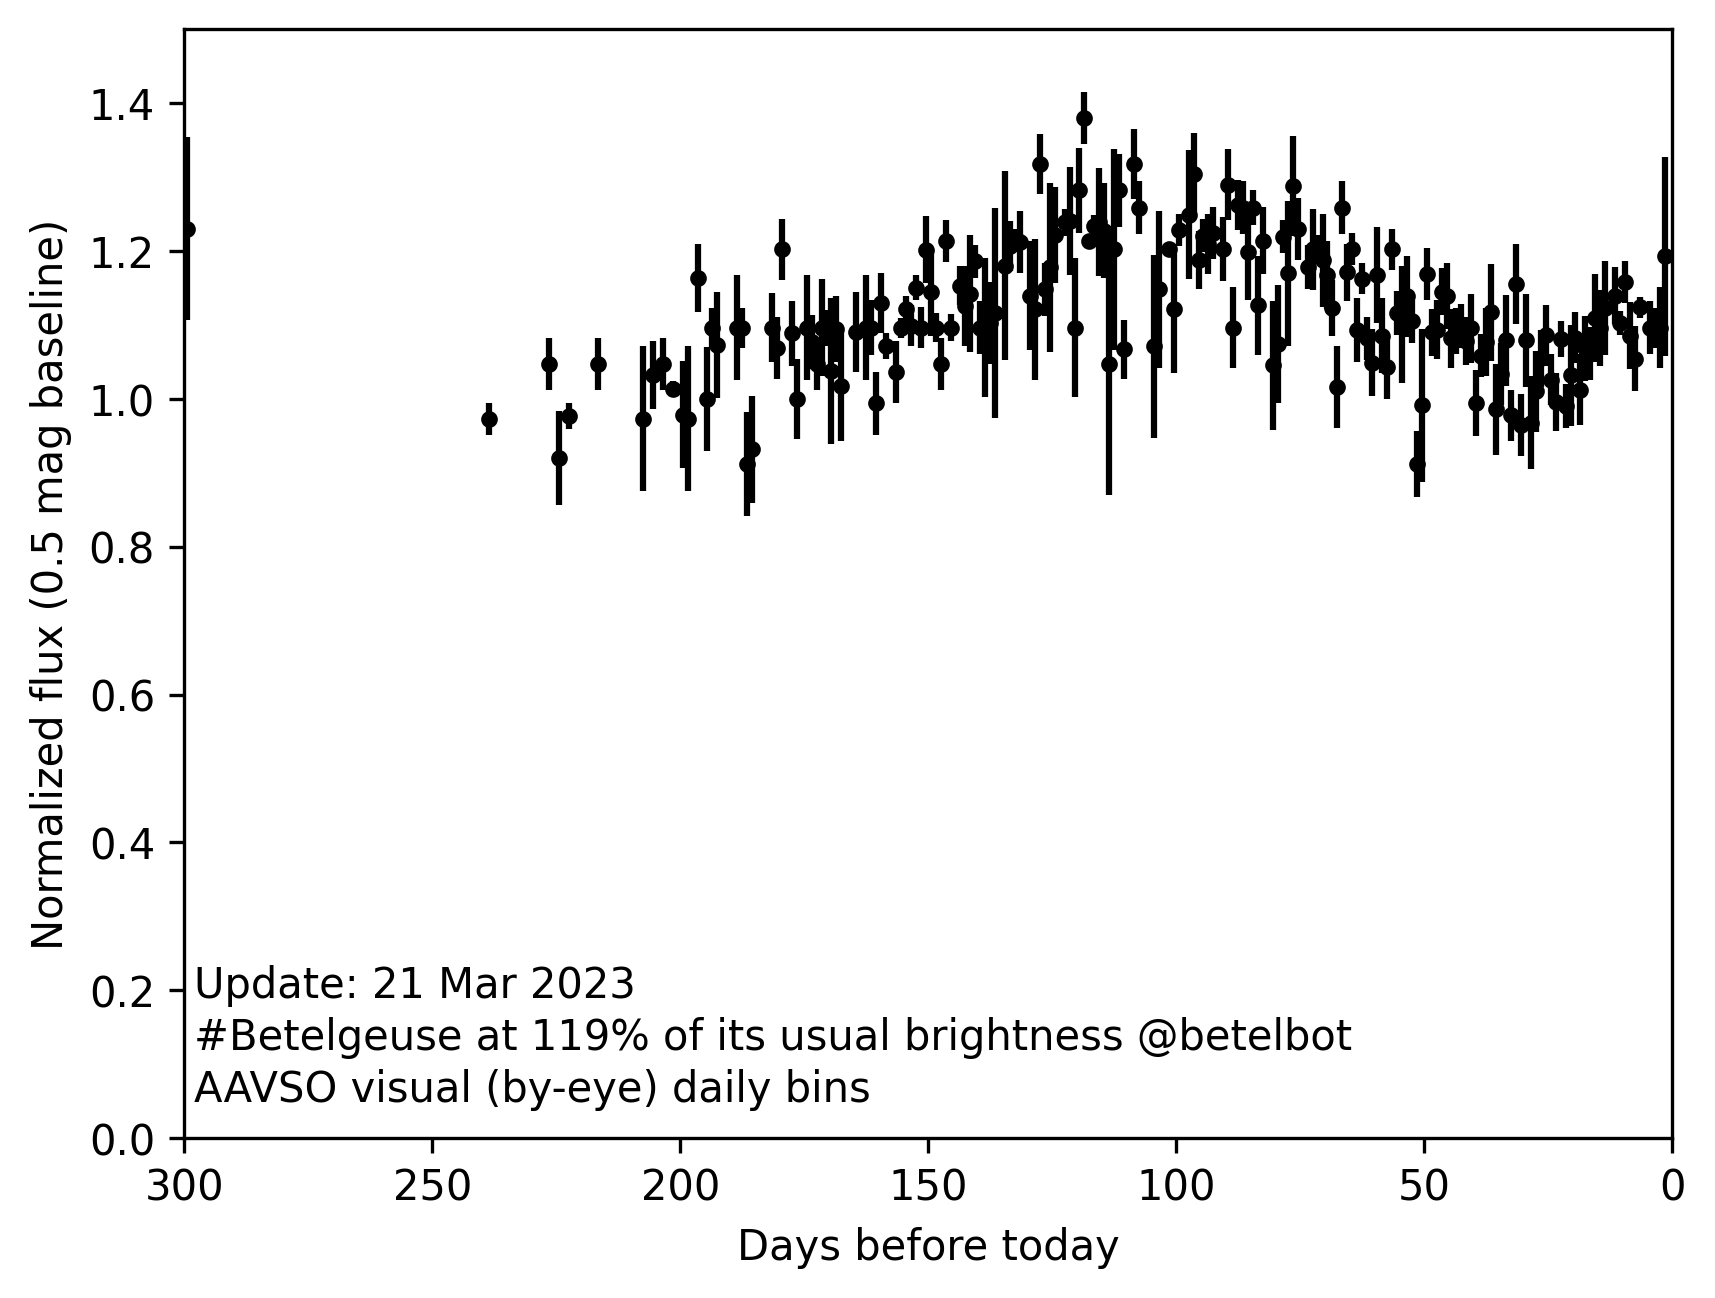 1.4
1.2
1.0
0.8
0.6
0.4
0.2
0.0
Normalized flux (0.5 mag baseline)
Update: 21 Mar 2023
#Betelgeuse at 119% of its usual brightness @betelbot
AAVSO visual (by-eye) daily bins
300 250 200 150 100 50 0
Days before today